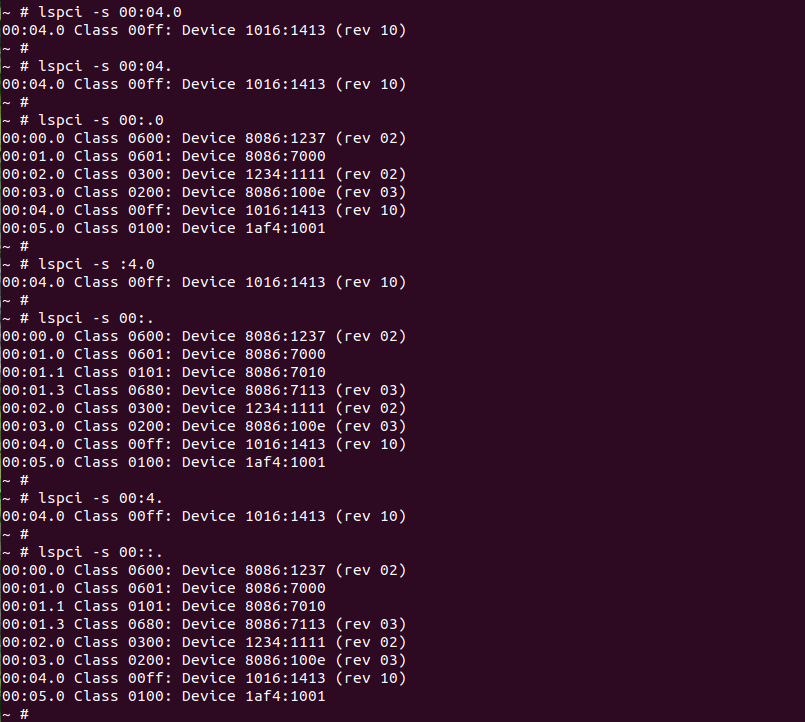 ~ # lspci -s 00:04.0
00:04.0 Class 00ff: Device 1016:1413 (rev 10)
~ #
~ # lspci -s 00:04.
00:04.0 Class 00ff: Device 1016:1413 (rev 10)
~ #
~ # lspci -s 00:.0
00:00.0 Class 0600: Device 8086:1237 (rev 02)
00:01.0 Class 0601: Device 8086:7000
00:02.0 Class 0300: Device 1234:1111 (rev 02)
00:03.0 Class 0200: Device 8086:100e (rev 03)
00:04.0 Class 00ff: Device 1016:1413 (rev 10)
00:05.0 Class 0100: Device 1af4:1001
~ #
~ # lspci -s :4.0
00:04.0 Class 00ff: Device 1016:1413 (rev 10)
~ #
~ # lspci -s 00:.
00:00.0 Class 0600: Device 8086:1237 (rev 02)
00:01.0 Class 0601: Device 8086:7000
00:01.1 Class 0101: Device 8086:7010
00:01.3 Class 0680: Device 8086:7113 (rev 03)
00:02.0 Class 0300: Device 1234:1111 (rev 02)
00:03.0 Class 0200: Device 8086:100e (rev 03)
00:04.0 Class 00ff: Device 1016:1413 (rev 10)
00:05.0 Class 0100: Device 1af4:1001
~ #
~ # lspci -s 00:4.
00:04.0 Class 00ff: Device 1016:1413 (rev 10)
~ #
~ # lspci -s 00::.
00:00.0 Class 0600: Device 8086:1237 (rev 02)
00:01.0 Class 0601: Device 8086:7000
00:01.1 Class 0101: Device 8086:7010
00:01.3 Class 0680: Device 8086:7113 (rev 03)
00:02.0 Class 0300: Device 1234:1111 (rev 02)
00:03.0 Class 0200: Device 8086:100e (rev 03)
00:04.0 Class 00ff: Device 1016:1413 (rev 10)
00:05.0 Class 0100: Device 1af4:1001
~ #